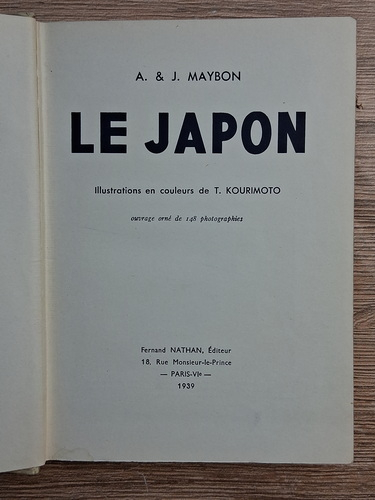 A. & J. MAYBON
LE JAPON
Illustrations en couleurs de T. KOURIMOTO
ouvrage orné de 148 photographies
Fernand NATHAN, Éditeur
18, Rue Monsieur-le-Prince
— PARIS-VIᵉ —
1939